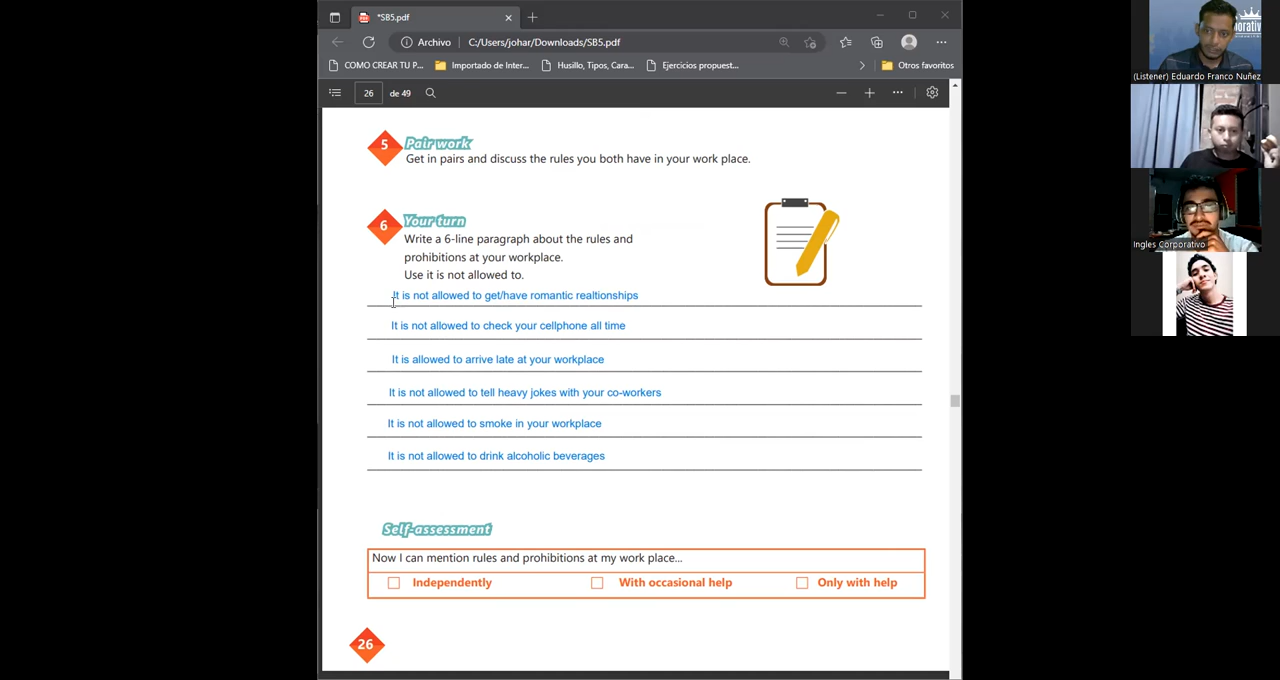 *SB5.pdf
Archivo
C:/Users/johar/Downloads/SB5.pdf
COMO CREAR TU P...
Importado de Inter...
Husillo, Tipos, Cara...
Ejercicios propuest...
Otros favoritos
26
de 49
5
Pair work
Get in pairs and discuss the rules you both have in your work place.
6
Your turn
Write a 6-line paragraph about the rules and
prohibitions at your workplace.
Use it is not allowed to.
It is not allowed to get/have romantic realtionships
It is not allowed to check your cellphone all time
It is allowed to arrive late at your workplace
It is not allowed to tell heavy jokes with your co-workers
It is not allowed to smoke in your workplace
It is not allowed to drink alcoholic beverages
Self-assessment
Now I can mention rules and prohibitions at my work place...
Independently
With occasional help
Only with help
26
(Listener) Eduardo Franco Nuñez
Ingles Corporativo